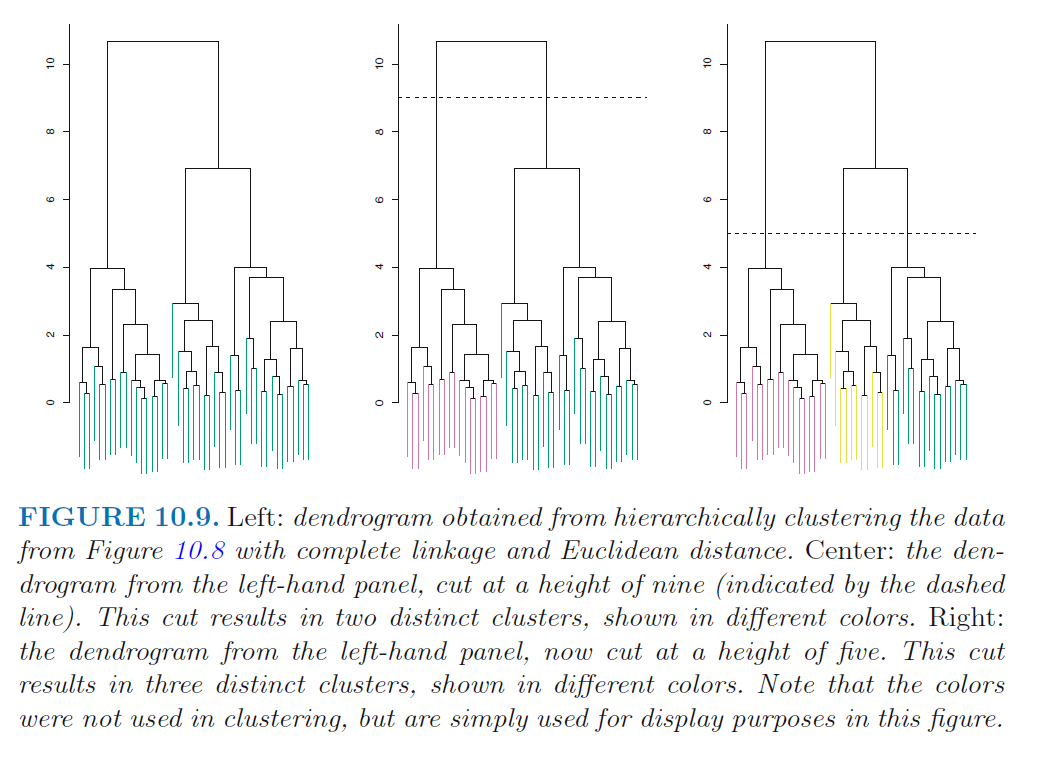 10
8
6
4
2
0
10
8
6
4
2
0
10
8
6
4
2
0
FIGURE 10.9. Left: dendrogram obtained from hierarchically clustering the data
from Figure 10.8 with complete linkage and Euclidean distance. Center: the den-
drogram from the left-hand panel, cut at a height of nine (indicated by the dashed
line). This cut results in two distinct clusters, shown in different colors. Right:
the dendrogram from the left-hand panel, now cut at a height of five. This cut
results in three distinct clusters, shown in different colors. Note that the colors
were not used in clustering, but are simply used for display purposes in this figure.